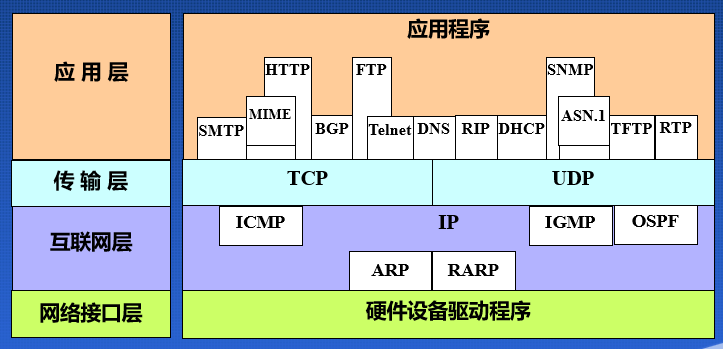 应用程序
应 用 层
HTTP
FTP
SNMP
MIME
ASN.1
SMTP
BGP
Telnet
DNS
RIP
DHCP
TFTP
RTP
传 输 层
TCP
UDP
互联网层
ICMP
IP
IGMP
OSPF
ARP
RARP
网络接口层
硬件设备驱动程序